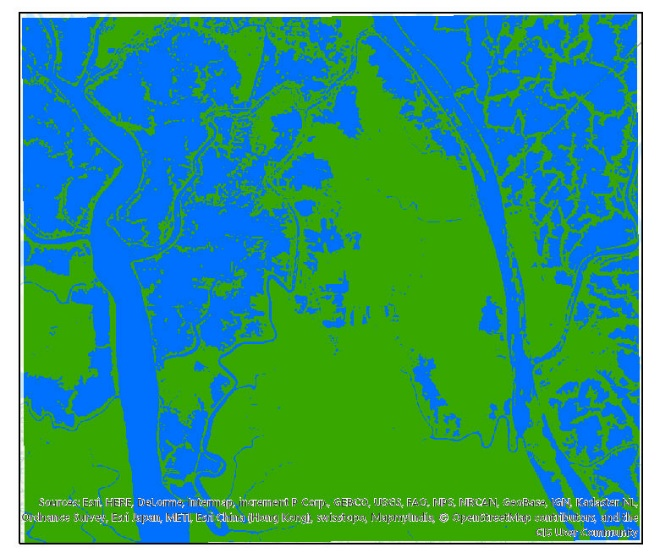 Sources: Esri, HERE, DeLorme, Intermap, increment P Corp., GEBCO, USGS, FAO, NPS, NRCAN, GeoBase, IGN, Kadaster NL,
Ordnance Survey, Esri Japan, METI, Esri China (Hong Kong), swisstopo, MapmyIndia, © OpenStreetMap contributors, and the
GIS User Community